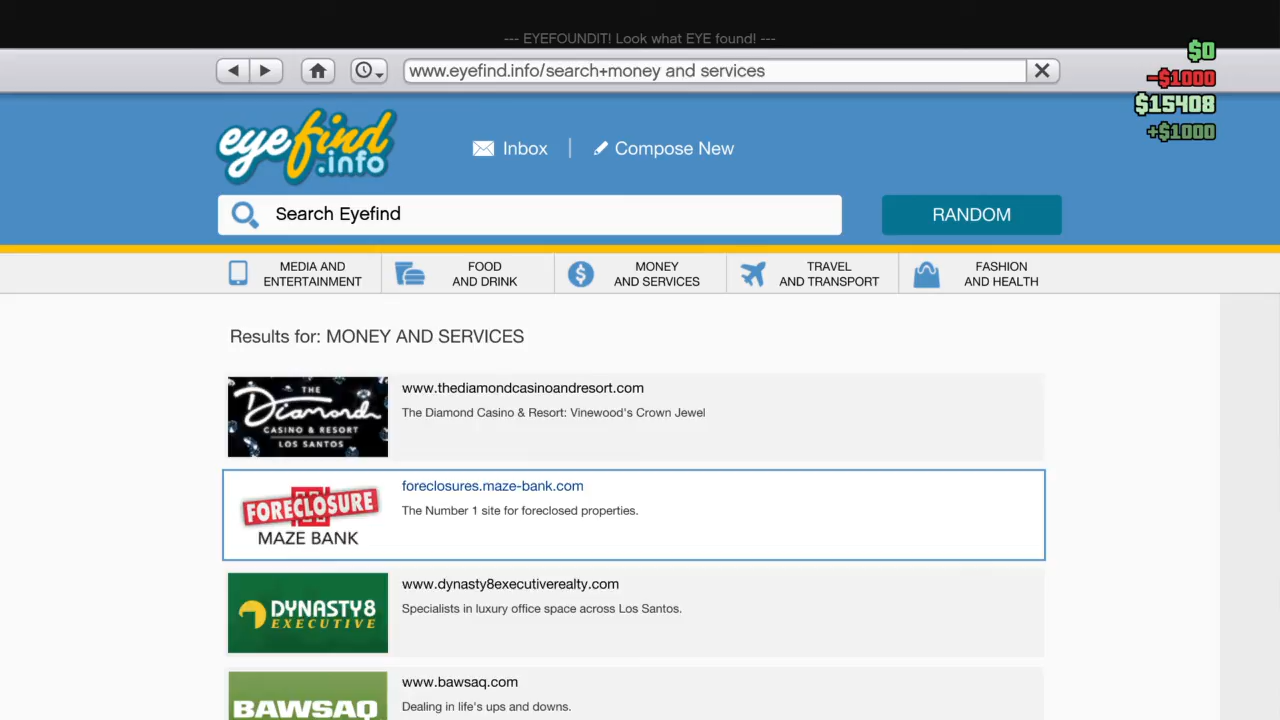 --- EYEFOUNDIT! Look what EYE found! ---
www.eyefind.info/search+money and services
$0
-$1000
$15408
+$1000
eyefind
.info
Inbox
Compose New
Search Eyefind
RANDOM
MEDIA AND
ENTERTAINMENT
FOOD
AND DRINK
MONEY
AND SERVICES
TRAVEL
AND TRANSPORT
FASHION
AND HEALTH
Results for: MONEY AND SERVICES
THE
Diamond
CASINO & RESORT
LOS SANTOS
www.thediamondcasinoandresort.com
The Diamond Casino & Resort: Vinewood's Crown Jewel
FORECLOSURE
MAZE BANK
foreclosures.maze-bank.com
The Number 1 site for foreclosed properties.
DYNASTY8
EXECUTIVE
www.dynasty8executiverealty.com
Specialists in luxury office space across Los Santos.
BAWSAQ
www.bawsaq.com
Dealing in life's ups and downs.